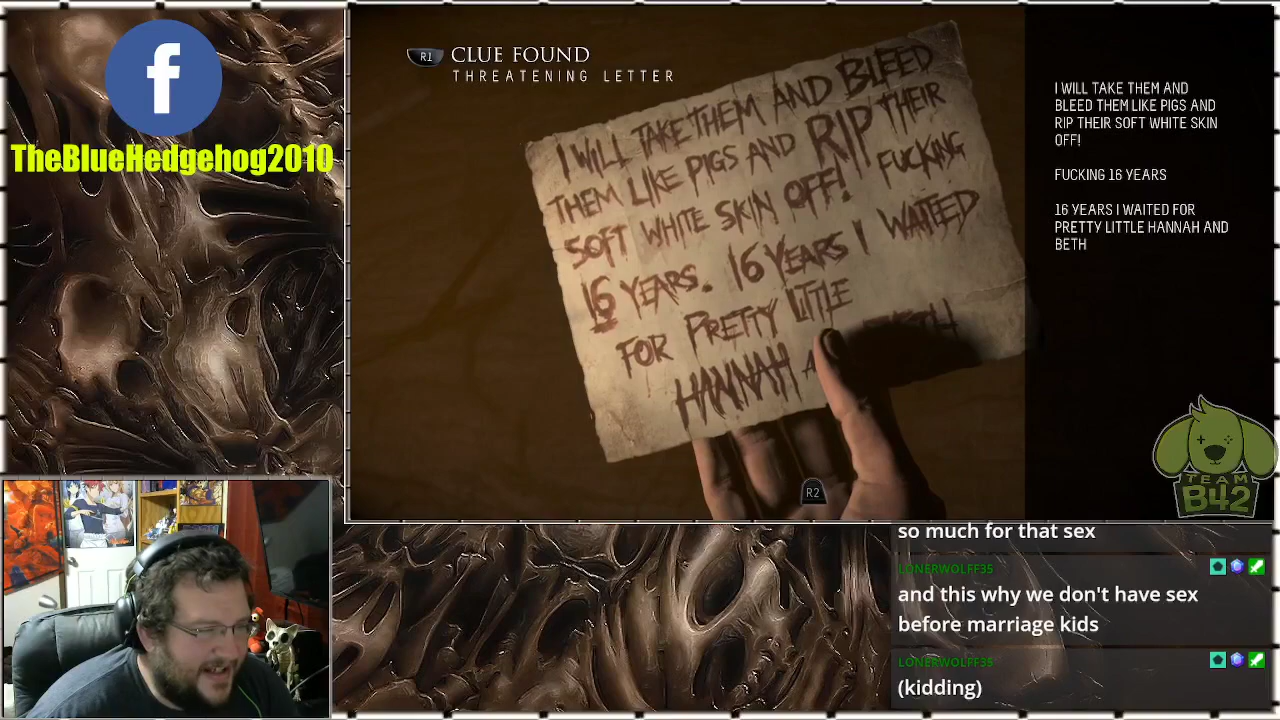 f
TheBlueHedgehog2010
R1 CLUE FOUND
THREATENING LETTER
I WILL TAKE THEM AND BLEED
THEM LIKE PIGS AND RIP THEIR
SOFT WHITE SKIN OFF! FUCKING
16 YEARS. 16 YEARS I WAITED
FOR PRETTY LITTLE
HANNAH A
R2
I WILL TAKE THEM AND
BLEED THEM LIKE PIGS AND
RIP THEIR SOFT WHITE SKIN
OFF!
FUCKING 16 YEARS
16 YEARS I WAITED FOR
PRETTY LITTLE HANNAH AND
BETH
TEAM
B42
so much for that sex
LONERWOLFF35
and this why we don't have sex
before marriage kids
LONERWOLFF35
(kidding)